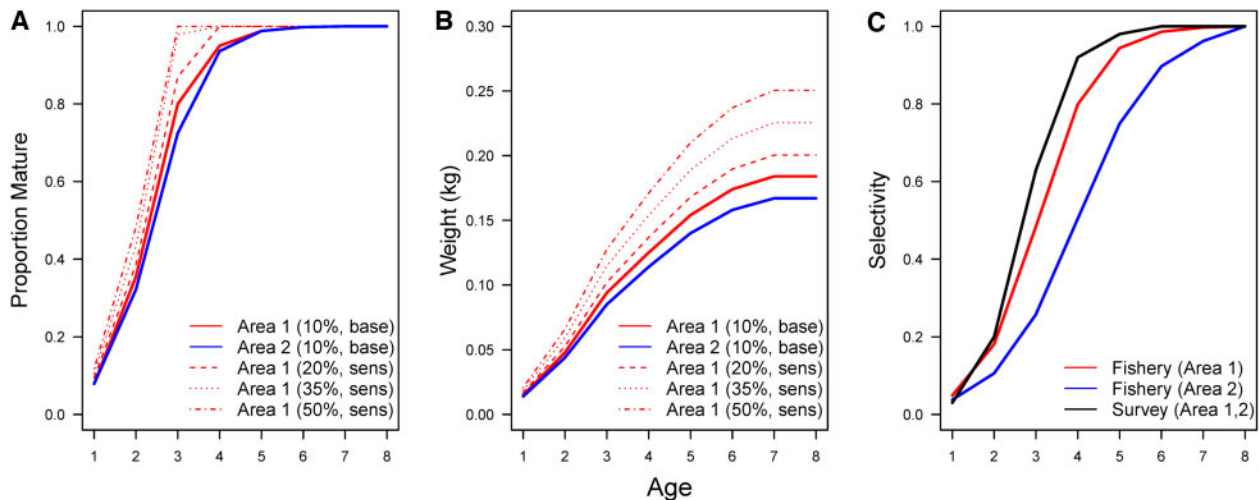 A
Proportion Mature
1.0
0.8
0.6
0.4
0.2
0.0
Area 1 (10%, base)
Area 2 (10%, base)
Area 1 (20%, sens)
Area 1 (35%, sens)
Area 1 (50%, sens)
1 2 3 4 5 6 7 8
B
Weight (kg)
0.30
0.25
0.20
0.15
0.10
0.05
0.00
Area 1 (10%, base)
Area 2 (10%, base)
Area 1 (20%, sens)
Area 1 (35%, sens)
Area 1 (50%, sens)
1 2 3 4 5 6 7 8
Age
C
Selectivity
1.0
0.8
0.6
0.4
0.2
0.0
Fishery (Area 1)
Fishery (Area 2)
Survey (Area 1,2)
1 2 3 4 5 6 7 8